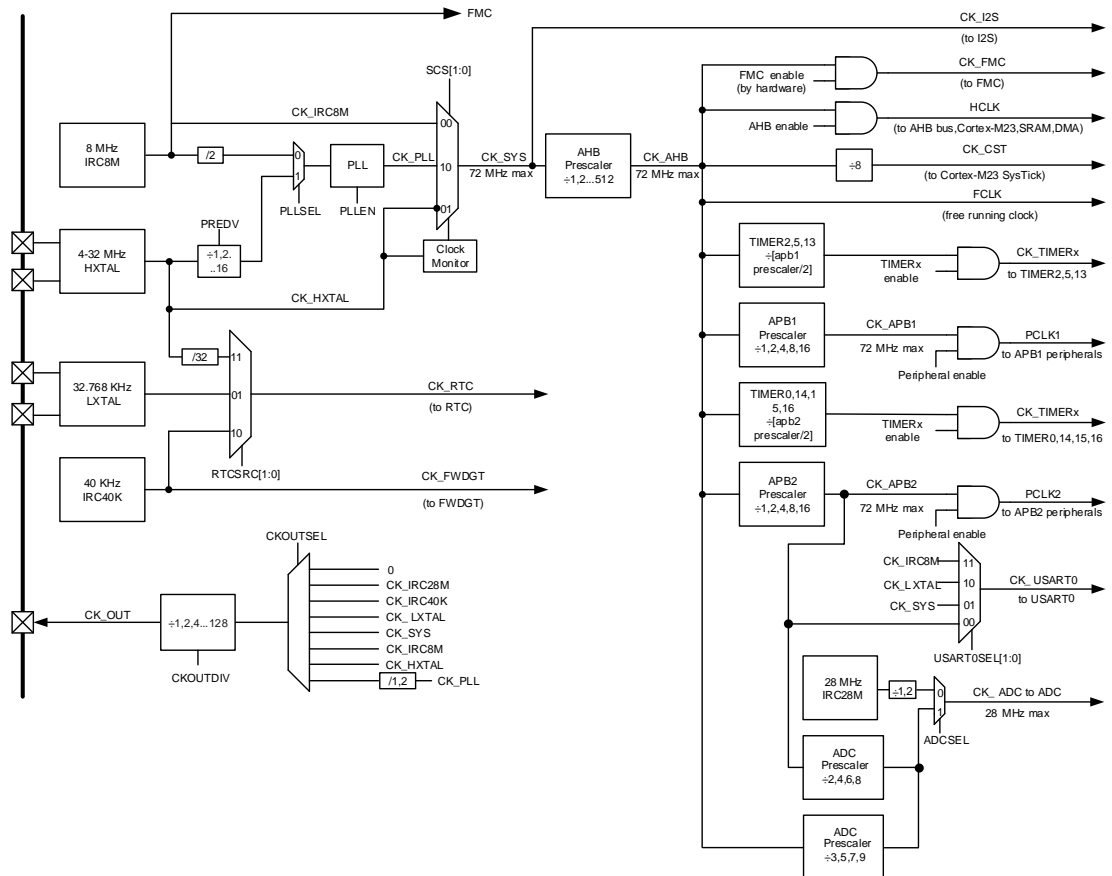 FMC
CK_I2S
(to I2S)
SCS[1:0]
FMC enable
(by hardware)
CK_FMC
(to FMC)
CK_IRC8M
00
AHB enable
HCLK
(to AHB bus,Cortex-M23,SRAM,DMA)
8 MHz
IRC8M
/2
0
1
PLLSEL
PLL
PLLEN
CK_PLL
10
01
CK_SYS
72 MHz max
AHB
Prescaler
÷1,2...512
CK_AHB
72 MHz max
÷8
CK_CST
(to Cortex-M23 SysTick)
FCLK
(free running clock)
PREDV
4-32 MHz
HXTAL
÷1,2.
..16
Clock
Monitor
TIMER2,5,13
÷[apb1
prescaler/2]
TIMERx
enable
CK_TIMERx
to TIMER2,5,13
CK_HXTAL
APB1
Prescaler
÷1,2,4,8,16
CK_APB1
72 MHz max
Peripheral enable
PCLK1
to APB1 peripherals
/32
11
01
10
32.768 KHz
LXTAL
CK_RTC
(to RTC)
TIMER0,14,1
5,16
÷[apb2
prescaler/2]
TIMERx
enable
CK_TIMERx
to TIMER0,14,15,16
RTCSRC[1:0]
40 KHz
IRC40K
CK_FWDGT
(to FWDGT)
APB2
Prescaler
÷1,2,4,8,16
CK_APB2
72 MHz max
Peripheral enable
PCLK2
to APB2 peripherals
CKOUTSEL
0
CK_IRC28M
CK_IRC40K
CK_ LXTAL
CK_SYS
CK_IRC8M
CK_HXTAL
/1,2
CK_PLL
CK_OUT
÷1,2,4...128
CKOUTDIV
CK_IRC8M
11
CK_LXTAL
10
CK_SYS
01
00
CK_USART0
to USART0
USART0SEL[1:0]
28 MHz
IRC28M
÷1,2
0
1
CK_ ADC to ADC
28 MHz max
ADCSEL
ADC
Prescaler
÷2,4,6,8
ADC
Prescaler
÷3,5,7,9